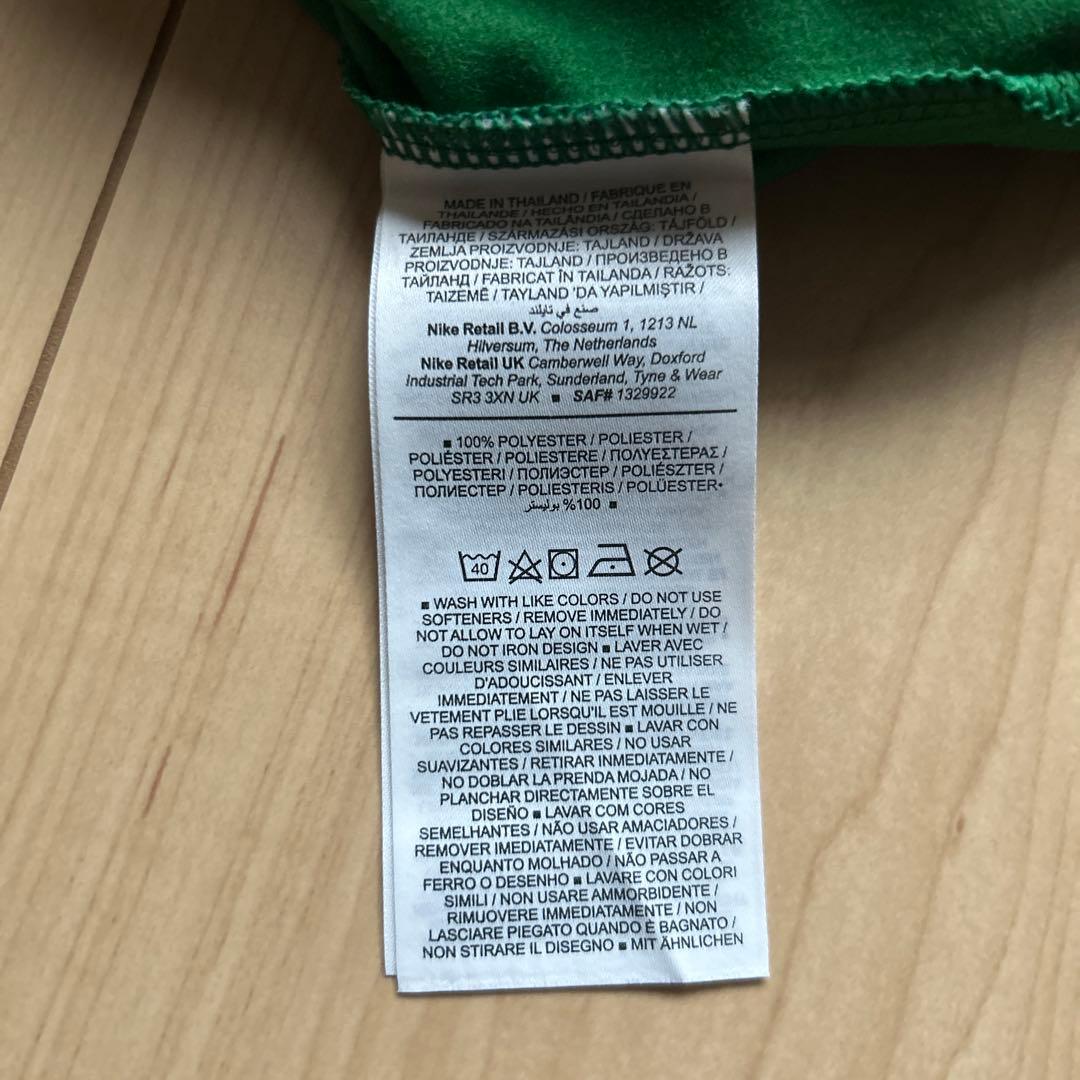 MADE IN THAILAND / FABRIQUE EN
THAILANDE / HECHO EN TAILANDIA /
FABRICADO NA TAILÂNDIA / СДЕЛАНО В
ТАИЛАНДЕ / SZÁRMAZÁSI ORSZÁG: TÁJFÖLD /
ZEMLJA PROIZVODNJE: TAJLAND / DRŽAVA
PROIZVODNJE: TAJLAND / ПРОИЗВЕДЕНО В
ТАЙЛАНД / FABRICAT ÎN TAILANDA / RAŽOTS:
TAIZEMĒ / TAYLAND 'DA YAPILMIŞTIR /
صنع في تايلند
Nike Retail B.V. Colosseum 1, 1213 NL
Hilversum, The Netherlands
Nike Retail UK Camberwell Way, Doxford
Industrial Tech Park, Sunderland, Tyne & Wear
SR3 3XN UK ■ SAF# 1329922
■ 100% POLYESTER / POLIESTER /
POLIÉSTER / POLIESTERE / ΠΟΛΥΕΣΤΕΡΑΣ /
POLYESTERI / ПОЛИЭСТЕР / POLIÉSZTER /
ПОЛИЕСТЕР / POLIESTERIS / POLÜESTER•
100% بوليستر ■
40
■ WASH WITH LIKE COLORS / DO NOT USE
SOFTENERS / REMOVE IMMEDIATELY / DO
NOT ALLOW TO LAY ON ITSELF WHEN WET /
DO NOT IRON DESIGN ■ LAVER AVEC
COULEURS SIMILAIRES / NE PAS UTILISER
D'ADOUCISSANT / ENLEVER
IMMEDIATEMENT / NE PAS LAISSER LE
VETEMENT PLIE LORSQU'IL EST MOUILLE / NE
PAS REPASSER LE DESSIN ■ LAVAR CON
COLORES SIMILARES / NO USAR
SUAVIZANTES / RETIRAR INMEDIATAMENTE /
NO DOBLAR LA PRENDA MOJADA / NO
PLANCHAR DIRECTAMENTE SOBRE EL
DISEÑO ■ LAVAR COM CORES
SEMELHANTES / NÃO USAR AMACIADORES /
REMOVER IMEDIATAMENTE / EVITAR DOBRAR
ENQUANTO MOLHADO / NÃO PASSAR A
FERRO O DESENHO ■ LAVARE CON COLORI
SIMILI / NON USARE AMMORBIDENTE /
RIMUOVERE IMMEDIATAMENTE / NON
LASCIARE PIEGATO QUANDO È BAGNATO /
NON STIRARE IL DISEGNO ■ MIT ÄHNLICHEN